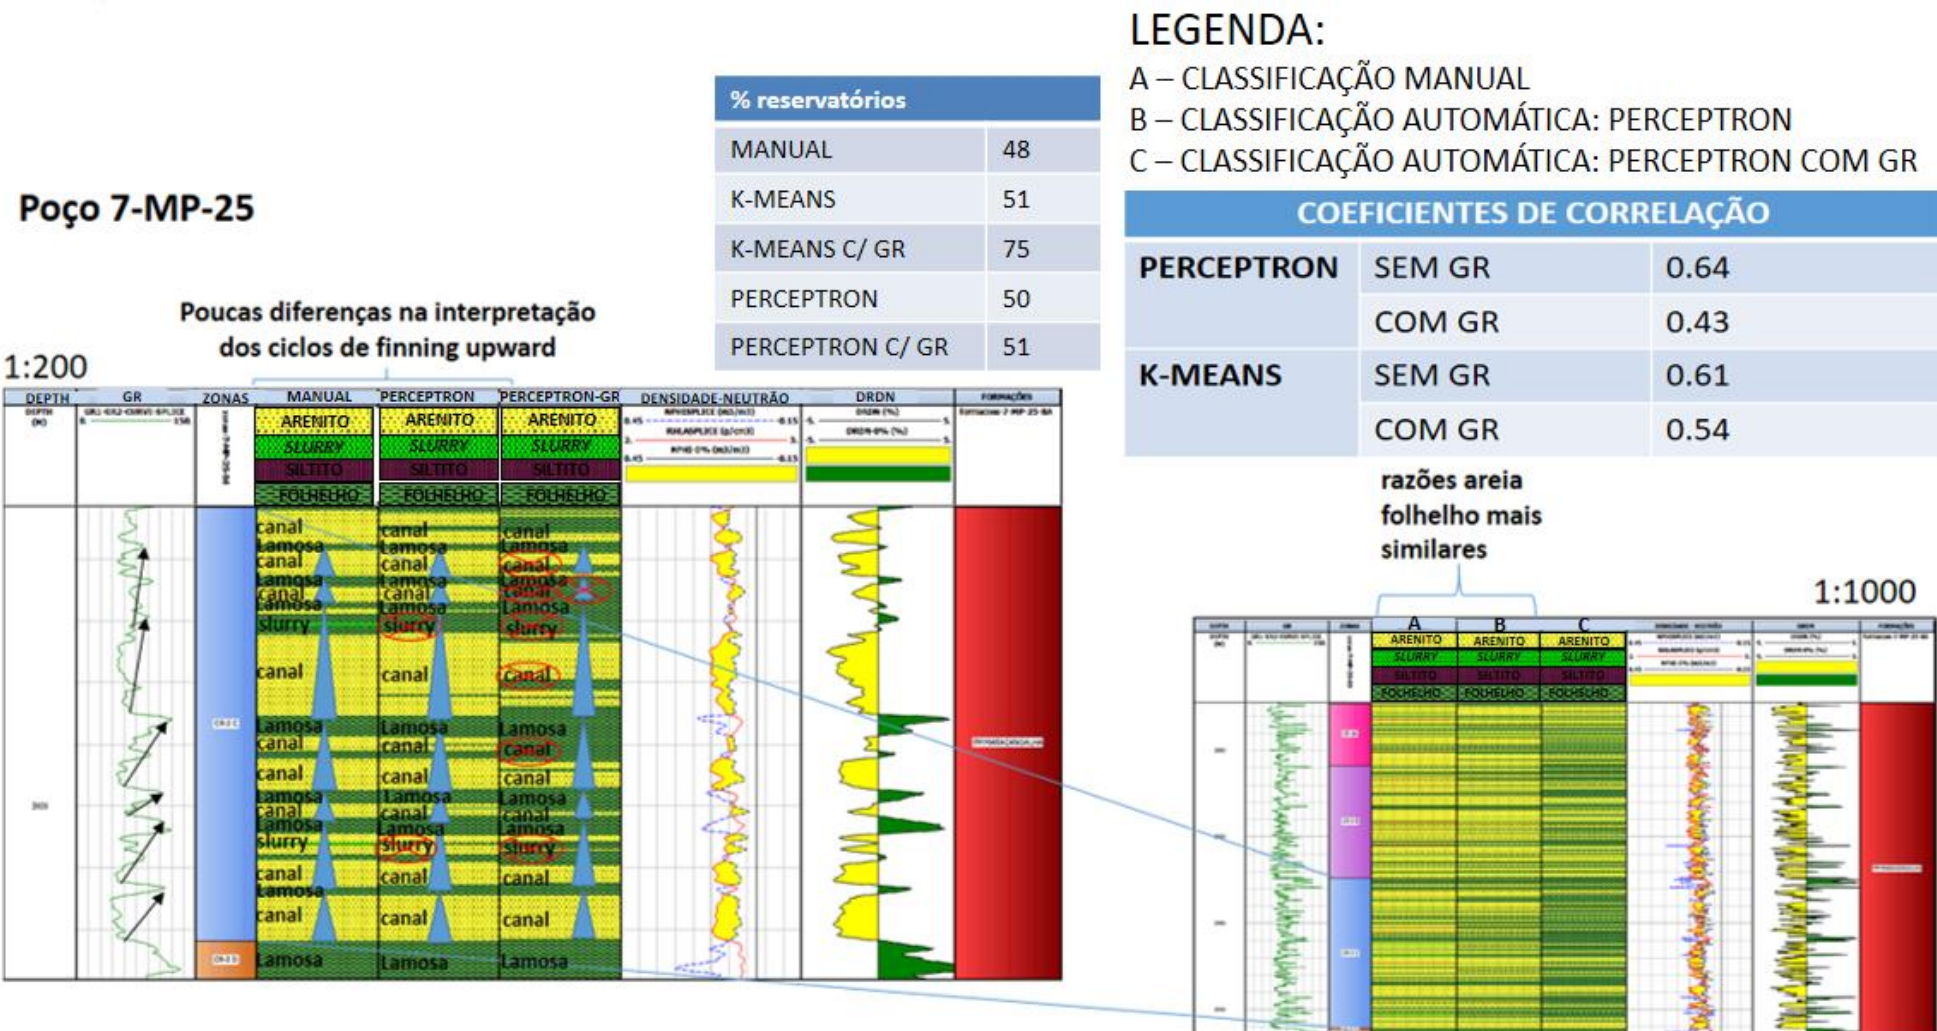 LEGENDA:
A – CLASSIFICAÇÃO MANUAL
B – CLASSIFICAÇÃO AUTOMÁTICA: PERCEPTRON
C – CLASSIFICAÇÃO AUTOMÁTICA: PERCEPTRON COM GR
% reservatórios
MANUAL 48
K-MEANS 51
K-MEANS C/ GR 75
PERCEPTRON 50
PERCEPTRON C/ GR 51
COEFICIENTES DE CORRELAÇÃO
PERCEPTRON SEM GR 0.64
COM GR 0.43
K-MEANS SEM GR 0.61
COM GR 0.54
Poço 7-MP-25
Poucas diferenças na interpretação
dos ciclos de finning upward
1:200
DEPTH GR ZONAS MANUAL PERCEPTRON PERCEPTRON-GR DENSIDADE-NEUTRÃO DRDN FORMAÇÕES
DEPTH
(M)
ARENITO ARENITO ARENITO
SLURRY SLURRY SLURRY
SILTITO SILTITO SILTITO
FOLHELHO FOLHELHO FOLHELHO
canal canal canal
Lamosa Lamosa Lamosa
canal canal canal
Lamosa Lamosa Lamosa
canal canal canal
Lamosa Lamosa Lamosa
slurry slurry slurry
canal canal canal
Lamosa Lamosa Lamosa
canal canal canal
canal canal canal
Lamosa Lamosa Lamosa
canal canal canal
Lamosa Lamosa Lamosa
slurry slurry slurry
canal canal canal
Lamosa
canal canal canal
Lamosa Lamosa Lamosa
razões areia
folhelho mais
similares
1:1000
A B C
ARENITO ARENITO ARENITO
SLURRY SLURRY SLURRY
SILTITO SILTITO SILTITO
FOLHELHO FOLHELHO FOLHELHO